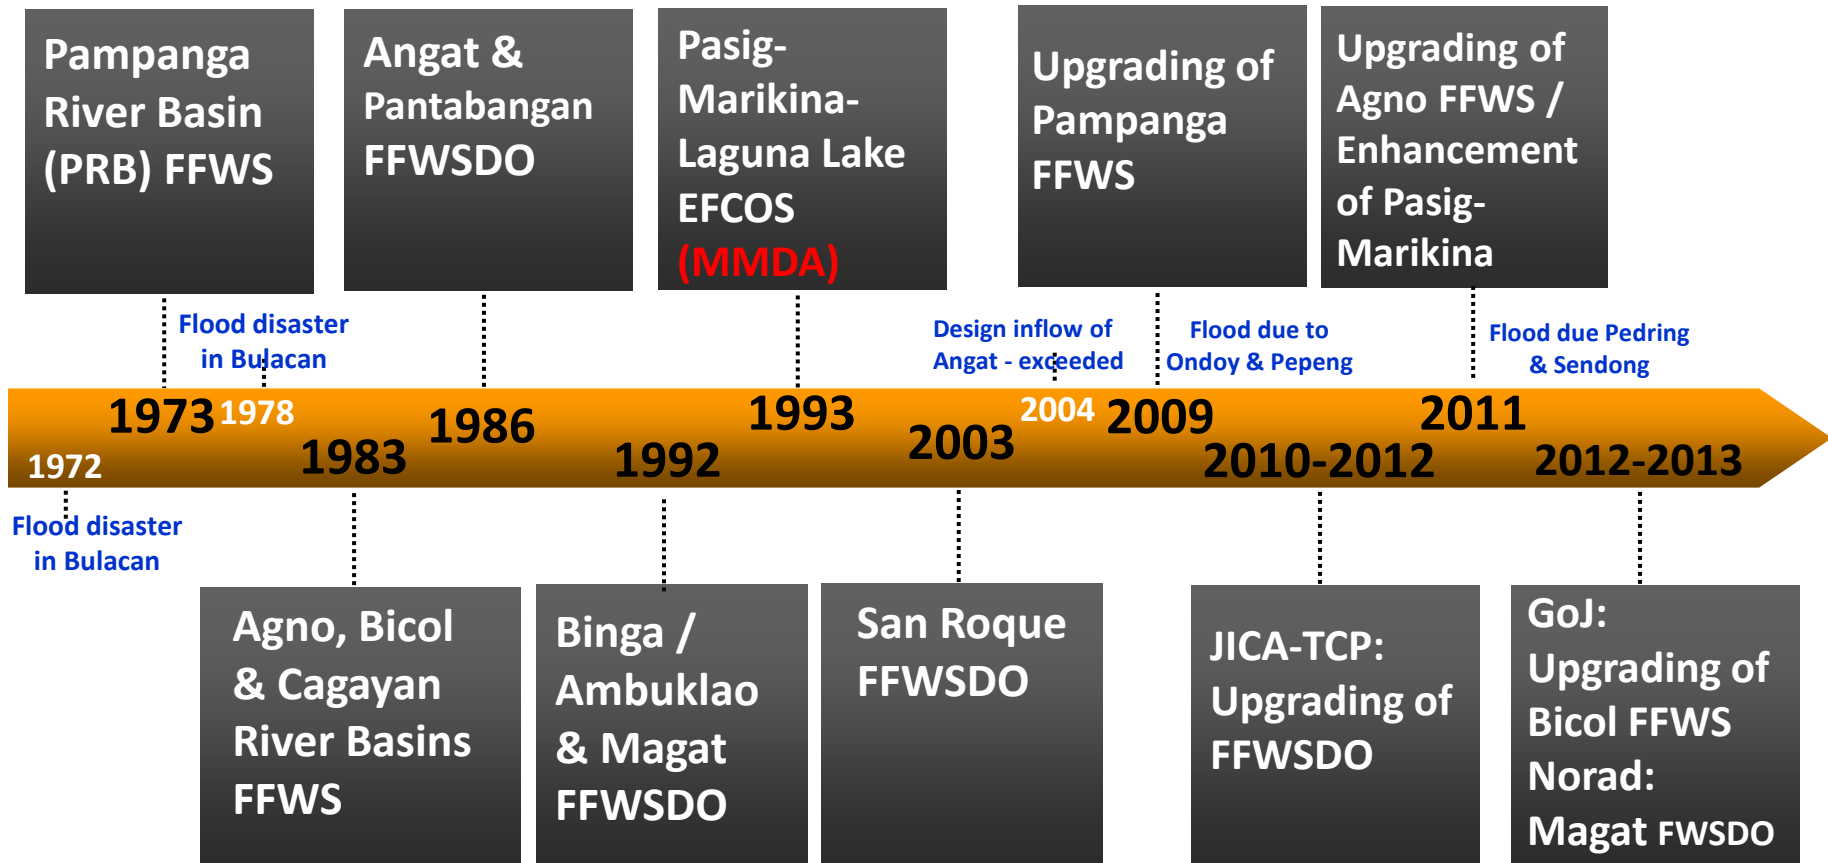 Pampanga
River Basin
(PRB) FFWS
Angat &
Pantabangan
FFWSDO
Pasig-
Marikina-
Laguna Lake
EFCOS
(MMDA)
Upgrading of
Pampanga
FFWS
Upgrading of
Agno FFWS /
Enhancement
of Pasig-
Marikina
Flood disaster
in Bulacan
Design inflow of
Angat - exceeded
Flood due to
Ondoy & Pepeng
Flood due Pedring
& Sendong
1972
1973
1978
1983
1986
1992
1993
2003
2004
2009
2010-2012
2011
2012-2013
Flood disaster
in Bulacan
Agno, Bicol
& Cagayan
River Basins
FFWS
Binga /
Ambuklao
& Magat
FFWSDO
San Roque
FFWSDO
JICA-TCP:
Upgrading of
FFWSDO
GoJ:
Upgrading of
Bicol FFWS
Norad:
Magat FWSDO